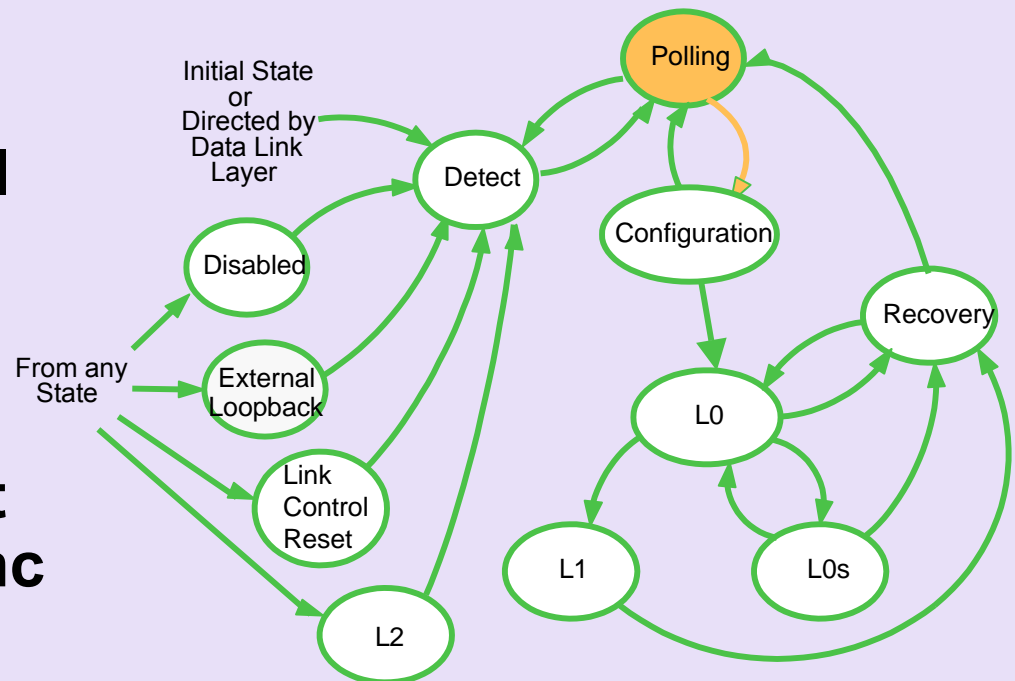 Initial State
or
Directed by
Data Link
Layer
Polling
Detect
Configuration
Disabled
Recovery
From any
State
External
Loopback
L0
Link
Control
Reset
L1
L0s
L2